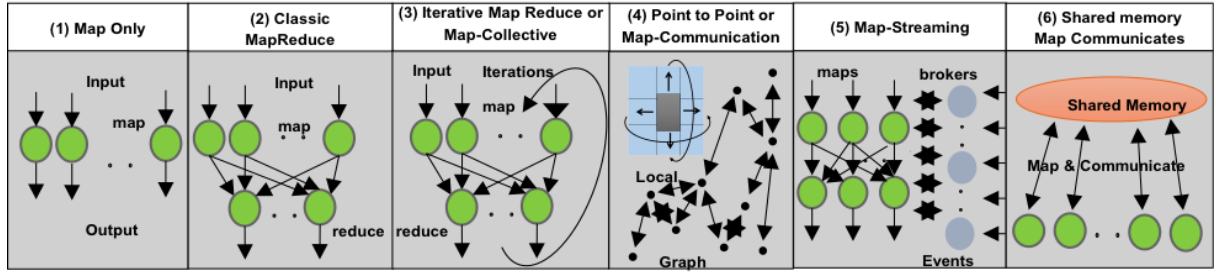 (1) Map Only
Input
map
Output
(2) Classic
MapReduce
Input
map
reduce
(3) Iterative Map Reduce or
Map-Collective
Input
Iterations
map
reduce
(4) Point to Point or
Map-Communication
Local
Graph
(5) Map-Streaming
maps
brokers
Events
(6) Shared memory
Map Communicates
Shared Memory
Map & Communicate